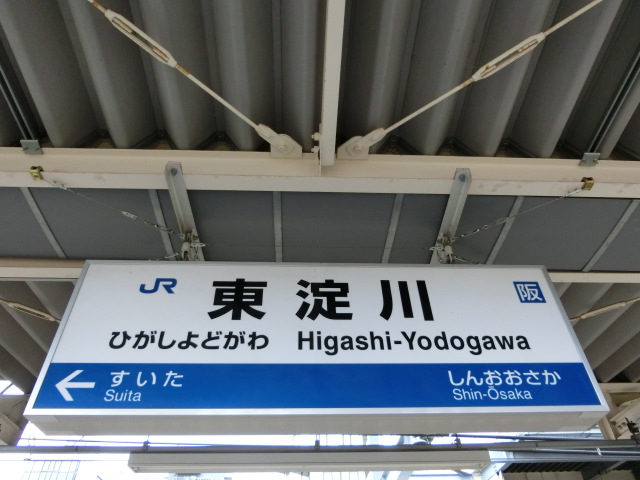 JR 東淀川 阪
ひがしよどがわ Higashi-Yodogawa
すいた しんおおさか
Suita Shin-Ōsaka